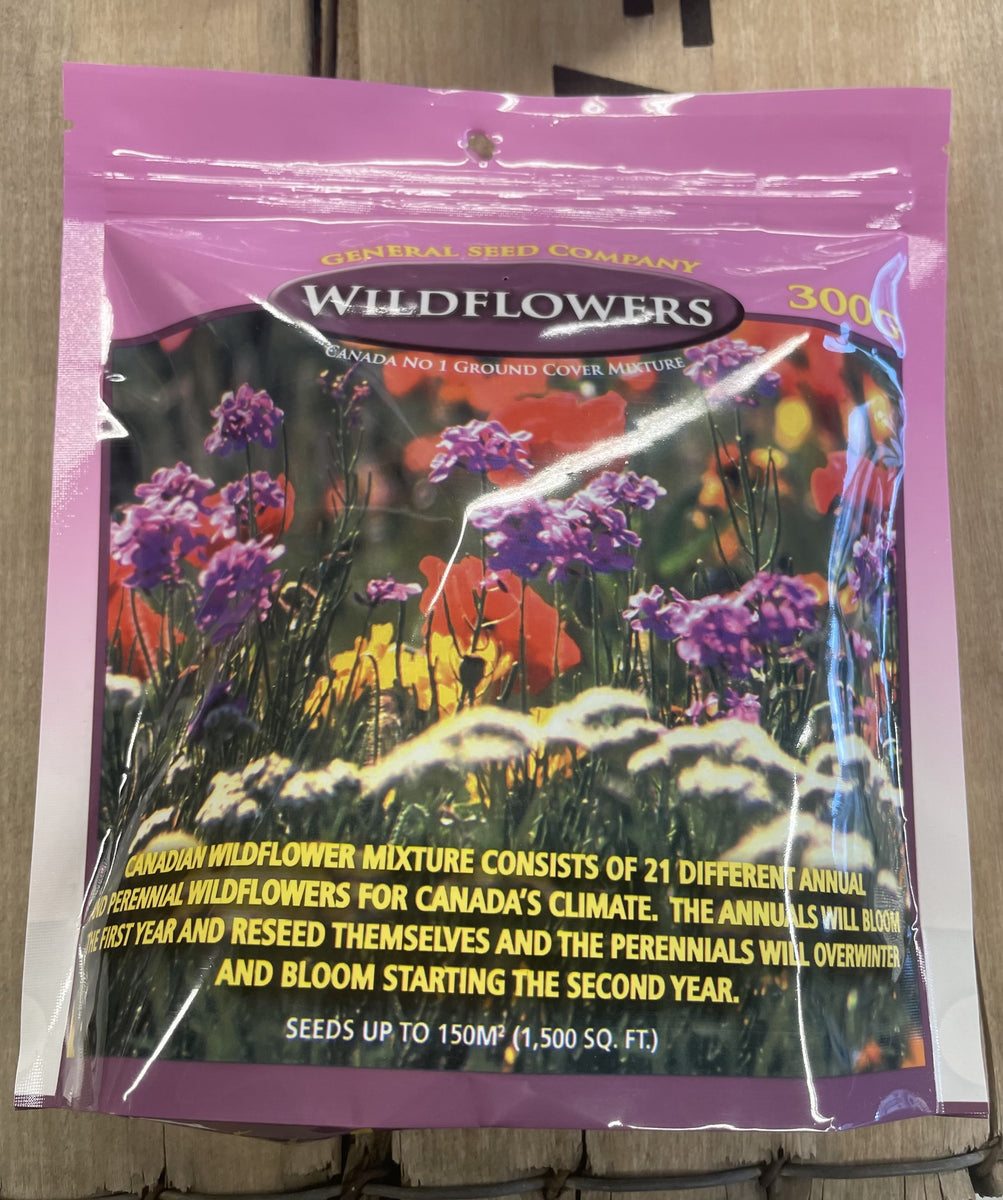 GENERAL SEED COMPANY
WILDFLOWERS
300G
CANADA NO 1 GROUND COVER MIXTURE
CANADIAN WILDFLOWER MIXTURE CONSISTS OF 21 DIFFERENT ANNUAL
AND PERENNIAL WILDFLOWERS FOR CANADA'S CLIMATE. THE ANNUALS WILL BLOOM
THE FIRST YEAR AND RESEED THEMSELVES AND THE PERENNIALS WILL OVERWINTER
AND BLOOM STARTING THE SECOND YEAR.
SEEDS UP TO 150M² (1,500 SQ. FT.)